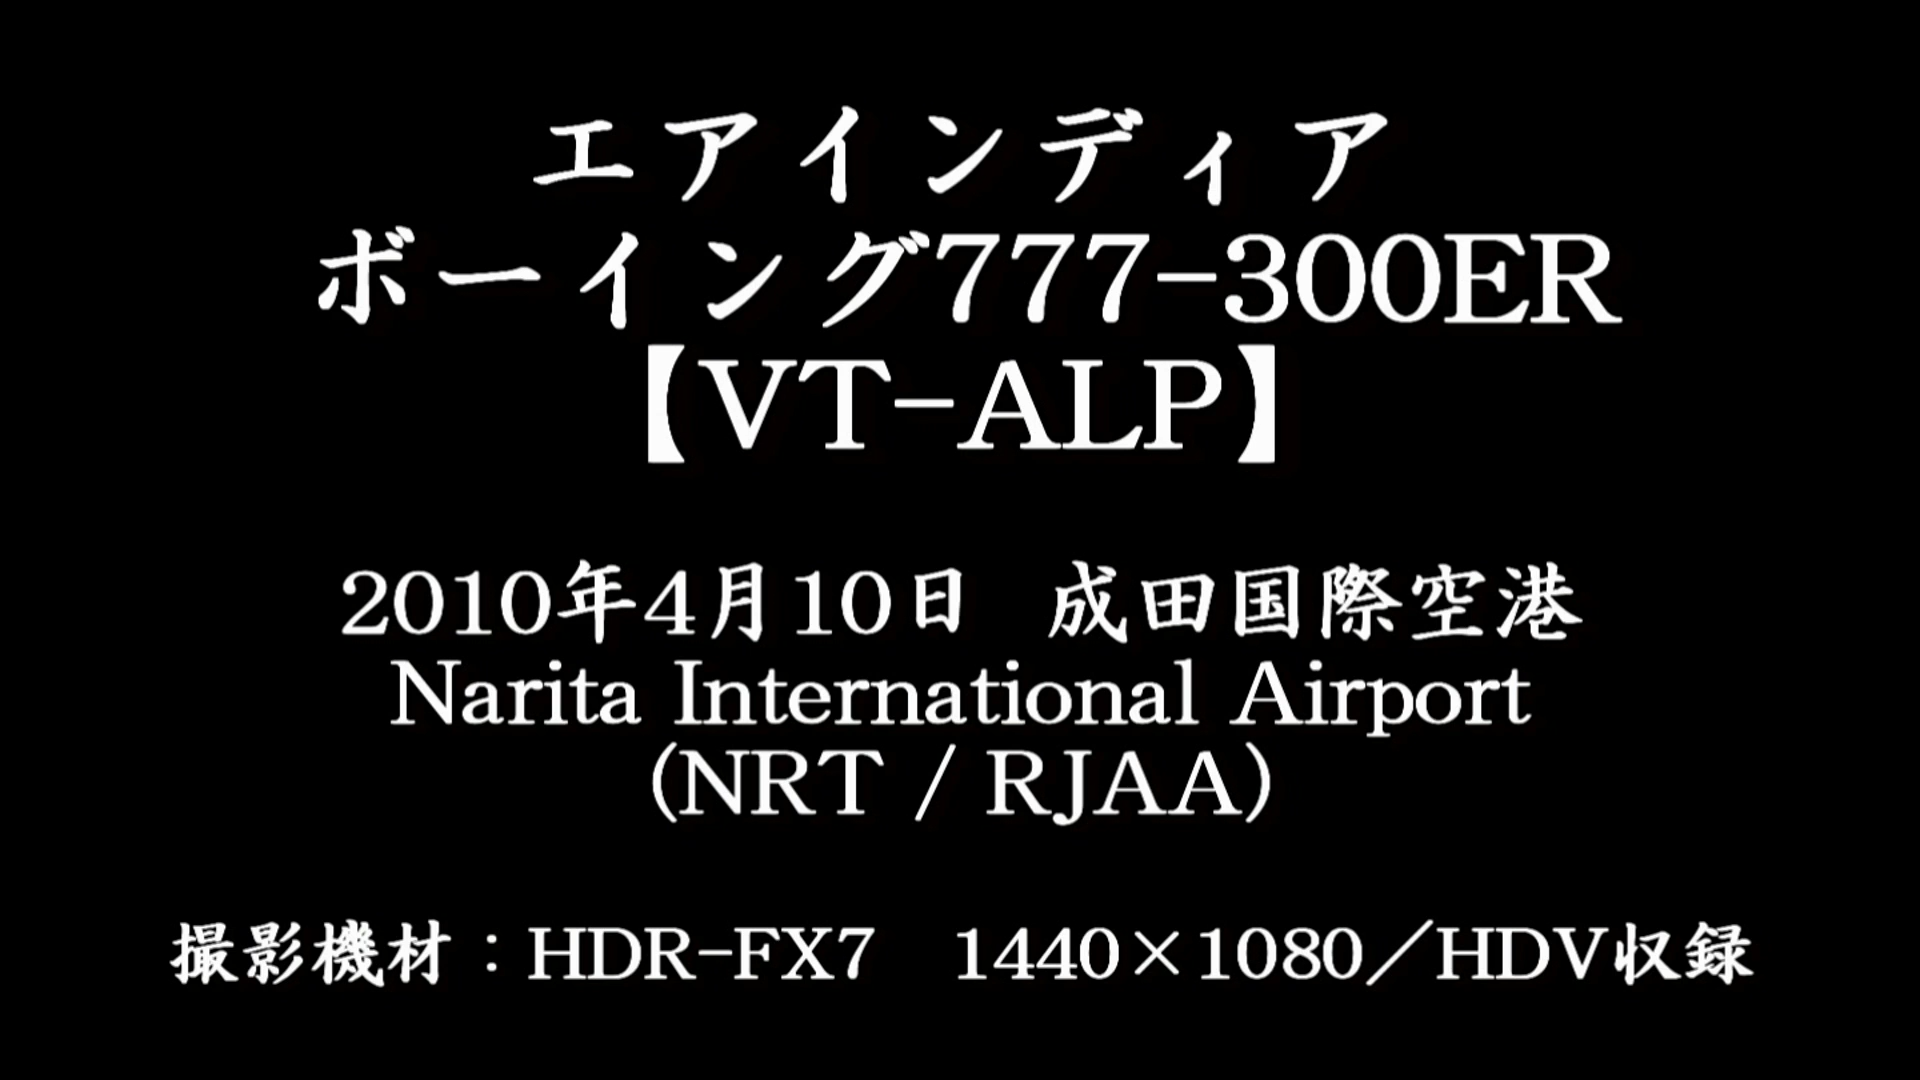 エアインディア
ボーイング777-300ER
【VT-ALP】
2010年4月10日　成田国際空港
Narita International Airport
(NRT / RJAA)
撮影機材：HDR-FX7　1440×1080／HDV収録